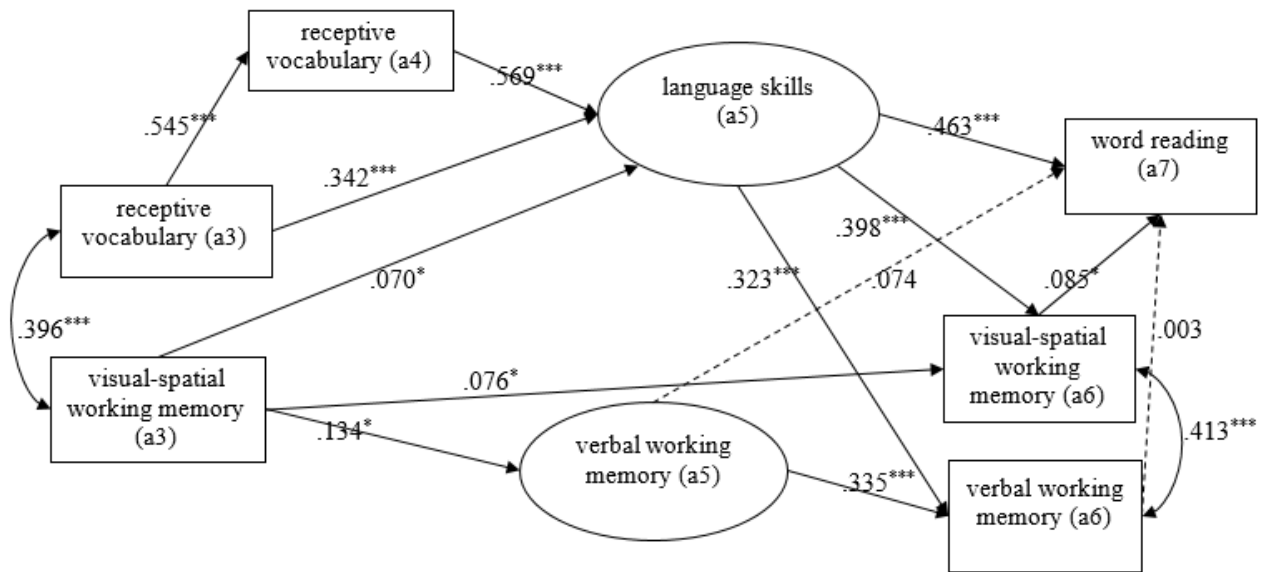 receptive
vocabulary (a4)
.569***
language skills
(a5)
.545***
.463***
word reading
(a7)
.342***
receptive
vocabulary (a3)
.398***
.070*
.323***
.074
.085*
.396***
visual-spatial
working memory
(a3)
.076*
visual-spatial
working
memory (a6)
.003
.134*
verbal working
memory (a5)
.413***
.335***
verbal working
memory (a6)